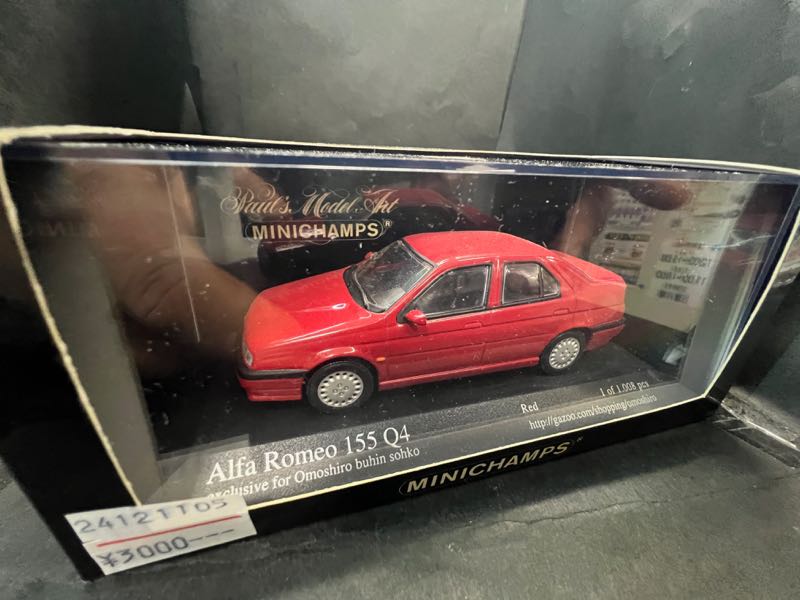 Paul's Model Art
MINICHAMPS®
Alfa Romeo 155 Q4
exclusive for Omoshiro buhin sohko
Red
1 of 1.008 pcs
http://gazoo.com/shopping/omoshiro
MINICHAMPS®
24121105
¥3000---